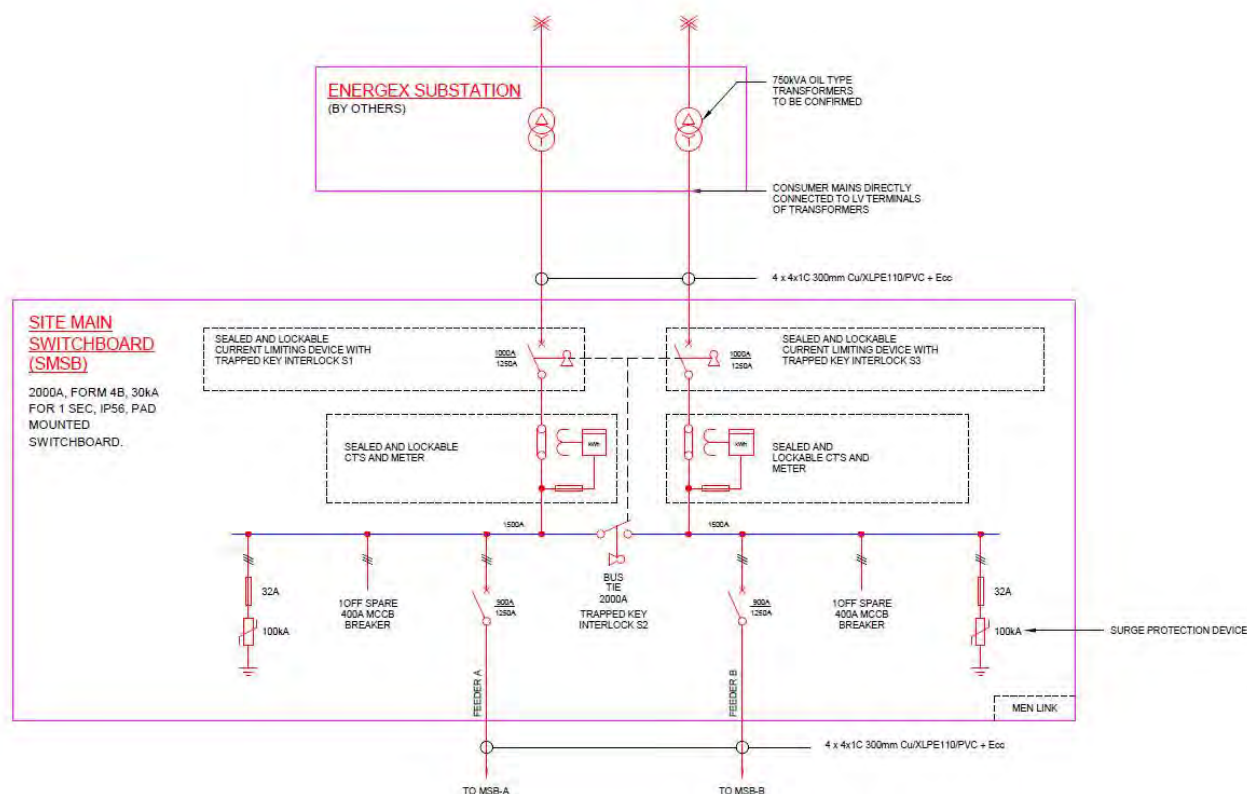 ENERGEX SUBSTATION
(BY OTHERS)
750kVA OIL TYPE
TRANSFORMERS
TO BE CONFIRMED
CONSUMER MAINS DIRECTLY
CONNECTED TO LV TERMINALS
OF TRANSFORMERS
4 x 4x1C 300mm Cu/XLPE110/PVC + Ecc
SITE MAIN
SWITCHBOARD
(SMSB)
2000A, FORM 4B, 30kA
FOR 1 SEC, IP56, PAD
MOUNTED
SWITCHBOARD.
SEALED AND LOCKABLE
CURRENT LIMITING DEVICE WITH
TRAPPED KEY INTERLOCK S1
1000A
1250A
1000A
1250A
SEALED AND LOCKABLE
CURRENT LIMITING DEVICE WITH
TRAPPED KEY INTERLOCK S3
SEALED AND LOCKABLE
CT'S AND METER
kWh
kWh
SEALED AND
LOCKABLE CT'S AND
METER
1500A
1500A
BUS
TIE
2000A
TRAPPED KEY
INTERLOCK S2
32A
100kA
1OFF SPARE
400A MCCB
BREAKER
900A
1250A
900A
1250A
1OFF SPARE
400A MCCB
BREAKER
32A
100kA
SURGE PROTECTION DEVICE
FEEDER A
FEEDER B
MEN LINK
4 x 4x1C 300mm Cu/XLPE110/PVC + Ecc
TO MSB-A
TO MSB-B